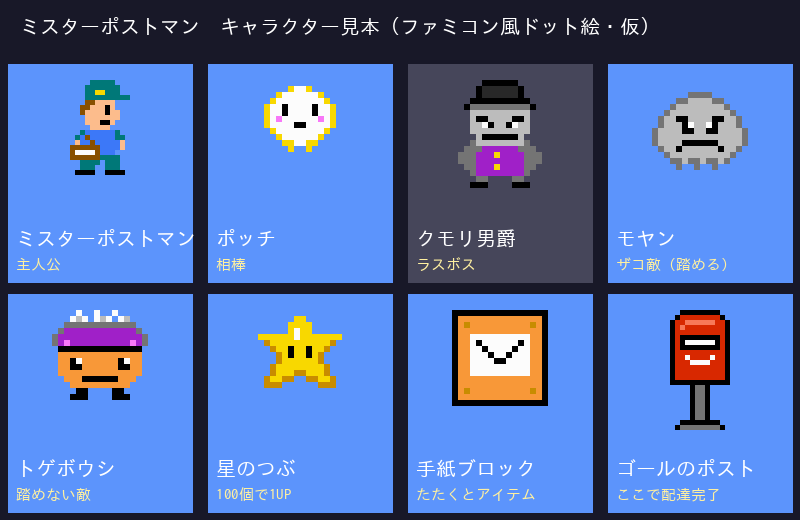 ミスターポストマン　キャラクター見本（ファミコン風ドット絵・仮）
ミスターポストマン
主人公
ポッチ
相棒
クモリ男爵
ラスボス
モヤン
ザコ敵（踏める）
トゲボウシ
踏めない敵
星のつぶ
100個で1UP
手紙ブロック
たたくとアイテム
ゴールのポスト
ここで配達完了